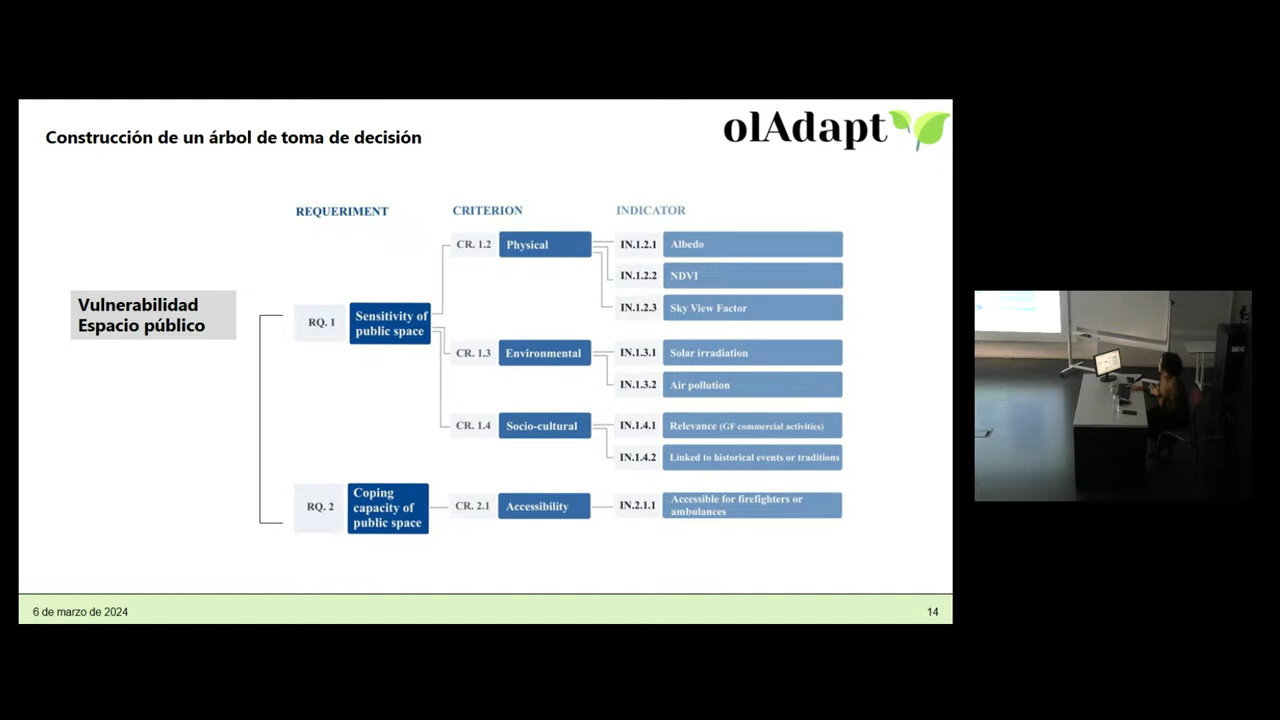 Construcción de un árbol de toma de decisión
olAdapt
REQUERIMENT
CRITERION
INDICATOR
Vulnerabilidad
Espacio público
RQ. 1
Sensitivity of
public space
CR. 1.2
Physical
IN.1.2.1
Albedo
IN.1.2.2
NDVI
IN.1.2.3
Sky View Factor
CR. 1.3
Environmental
IN.1.3.1
Solar irradiation
IN.1.3.2
Air pollution
CR. 1.4
Socio-cultural
IN.1.4.1
Relevance (GF commercial activities)
IN.1.4.2
Linked to historical events or traditions
RQ. 2
Coping
capacity of
public space
CR. 2.1
Accessibility
IN.2.1.1
Accessible for firefighters or
ambulances
6 de marzo de 2024
14